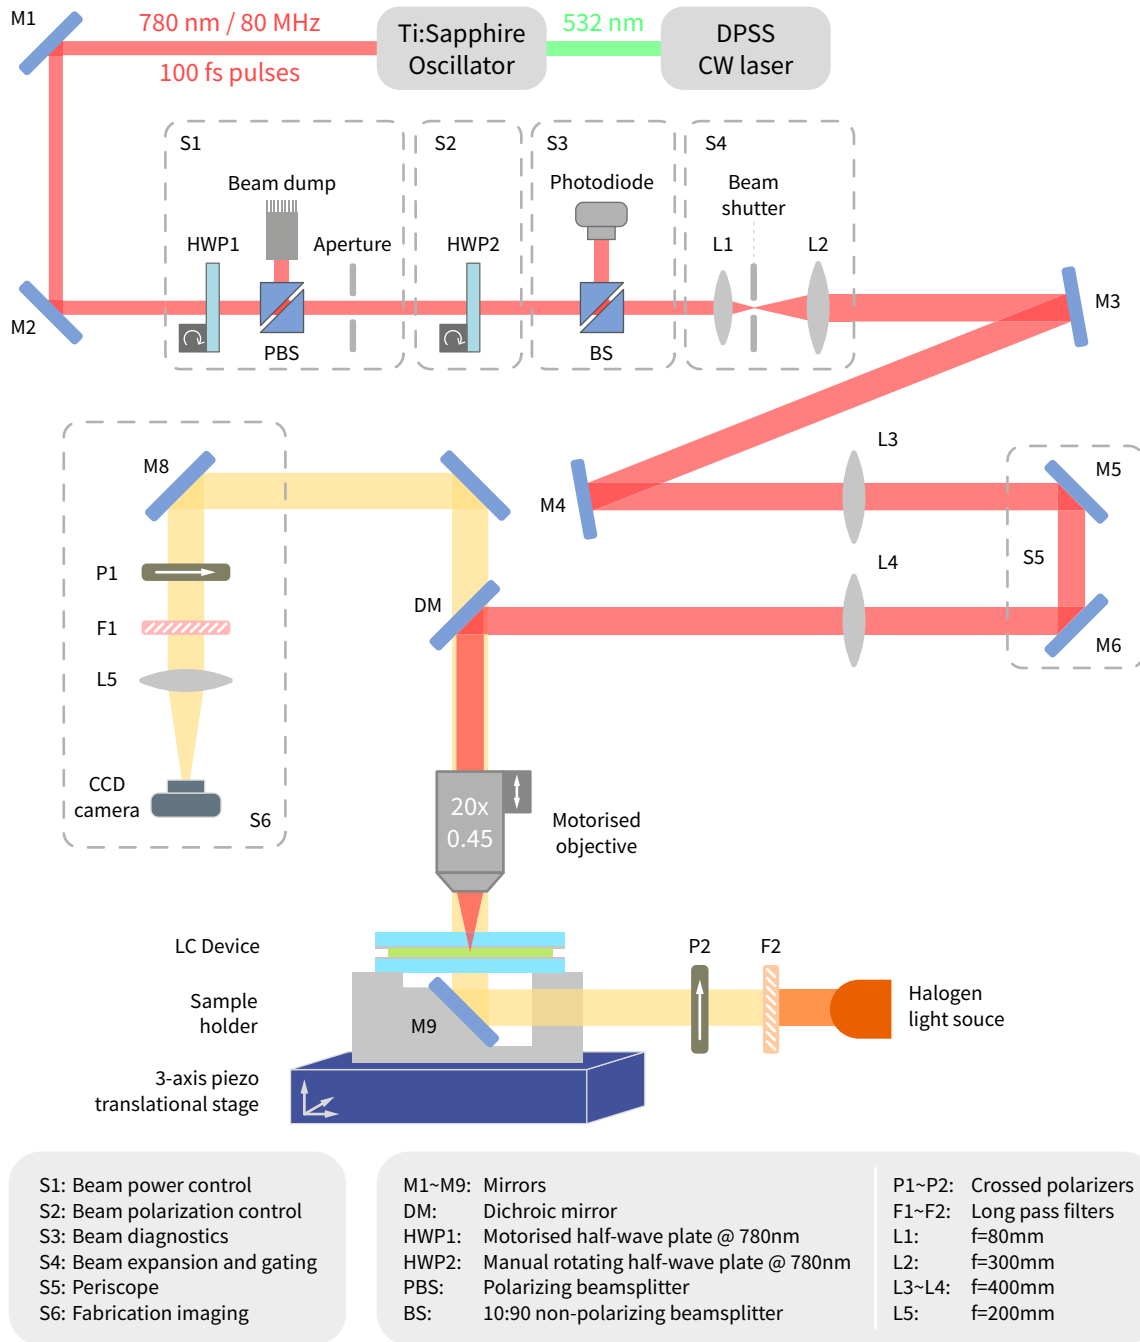 M1
780 nm / 80 MHz
100 fs pulses
Ti:Sapphire
Oscillator
532 nm
DPSS
CW laser
S1
S2
S3
S4
Beam dump
Photodiode
Beam
shutter
HWP1
Aperture
HWP2
L1
L2
M2
M3
PBS
BS
L3
M8
M5
M4
P1
S5
L4
DM
F1
M6
L5
CCD
camera
S6
20x
0.45
Motorised
objective
LC Device
P2
F2
Sample
holder
M9
Halogen
light souce
3-axis piezo
translational stage
S1: Beam power control
S2: Beam polarization control
S3: Beam diagnostics
S4: Beam expansion and gating
S5: Periscope
S6: Fabrication imaging
M1~M9: Mirrors
DM: Dichroic mirror
HWP1: Motorised half-wave plate @ 780nm
HWP2: Manual rotating half-wave plate @ 780nm
PBS: Polarizing beamsplitter
BS: 10:90 non-polarizing beamsplitter
P1~P2: Crossed polarizers
F1~F2: Long pass filters
L1: f=80mm
L2: f=300mm
L3~L4: f=400mm
L5: f=200mm